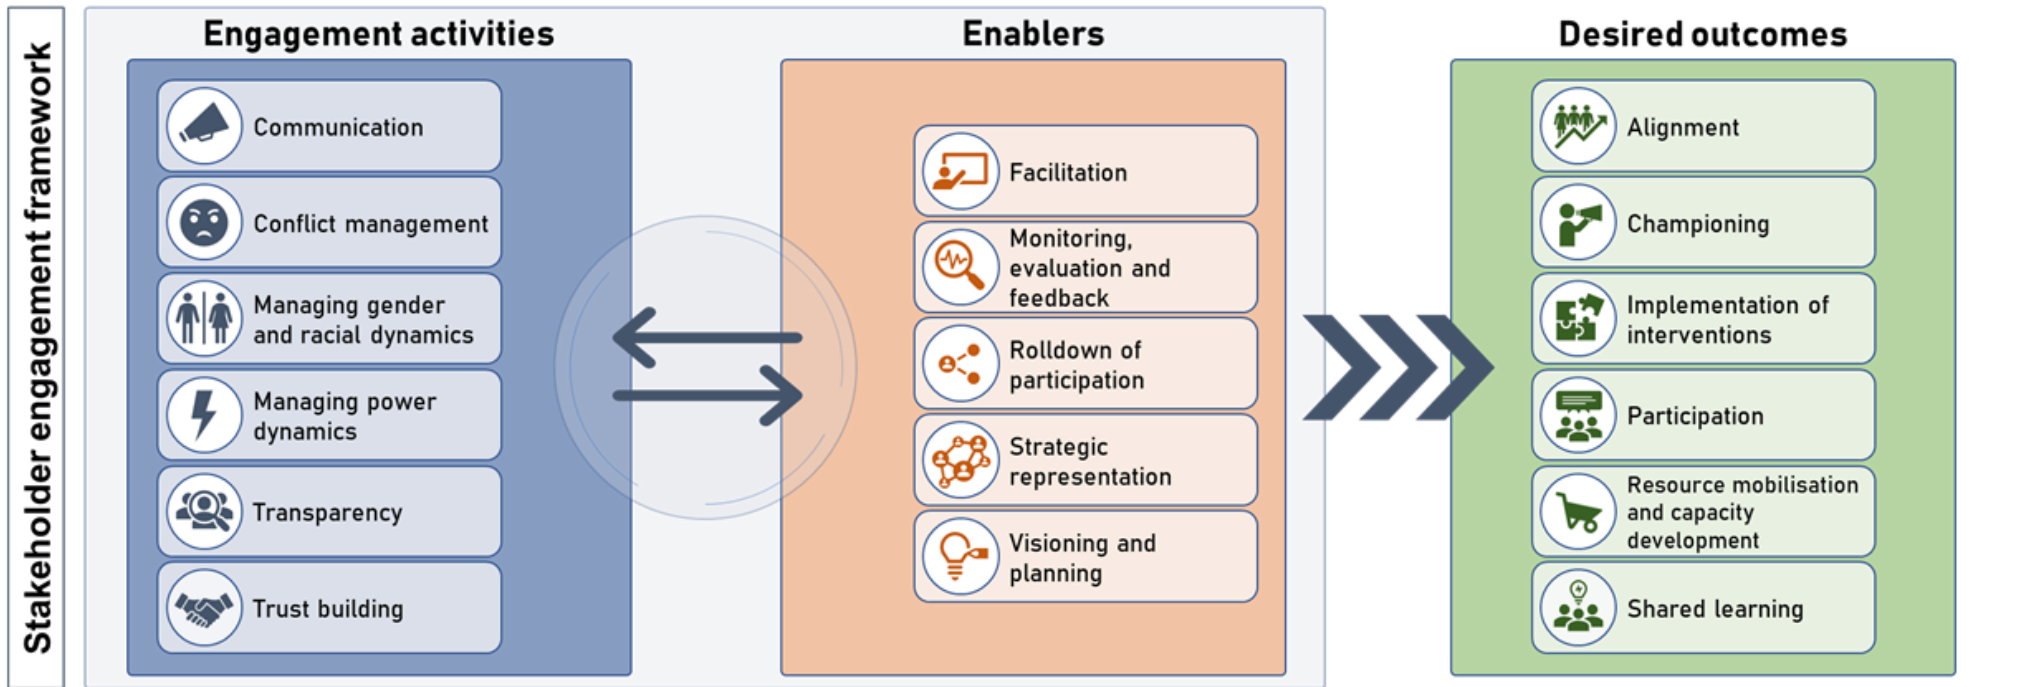 Stakeholder engagement framework
Engagement activities
Communication
Conflict management
Managing gender
and racial dynamics
Managing power
dynamics
Transparency
Trust building
Enablers
Facilitation
Monitoring,
evaluation and
feedback
Rolldown of
participation
Strategic
representation
Visioning and
planning
Desired outcomes
Alignment
Championing
Implementation of
interventions
Participation
Resource mobilisation
and capacity
development
Shared learning